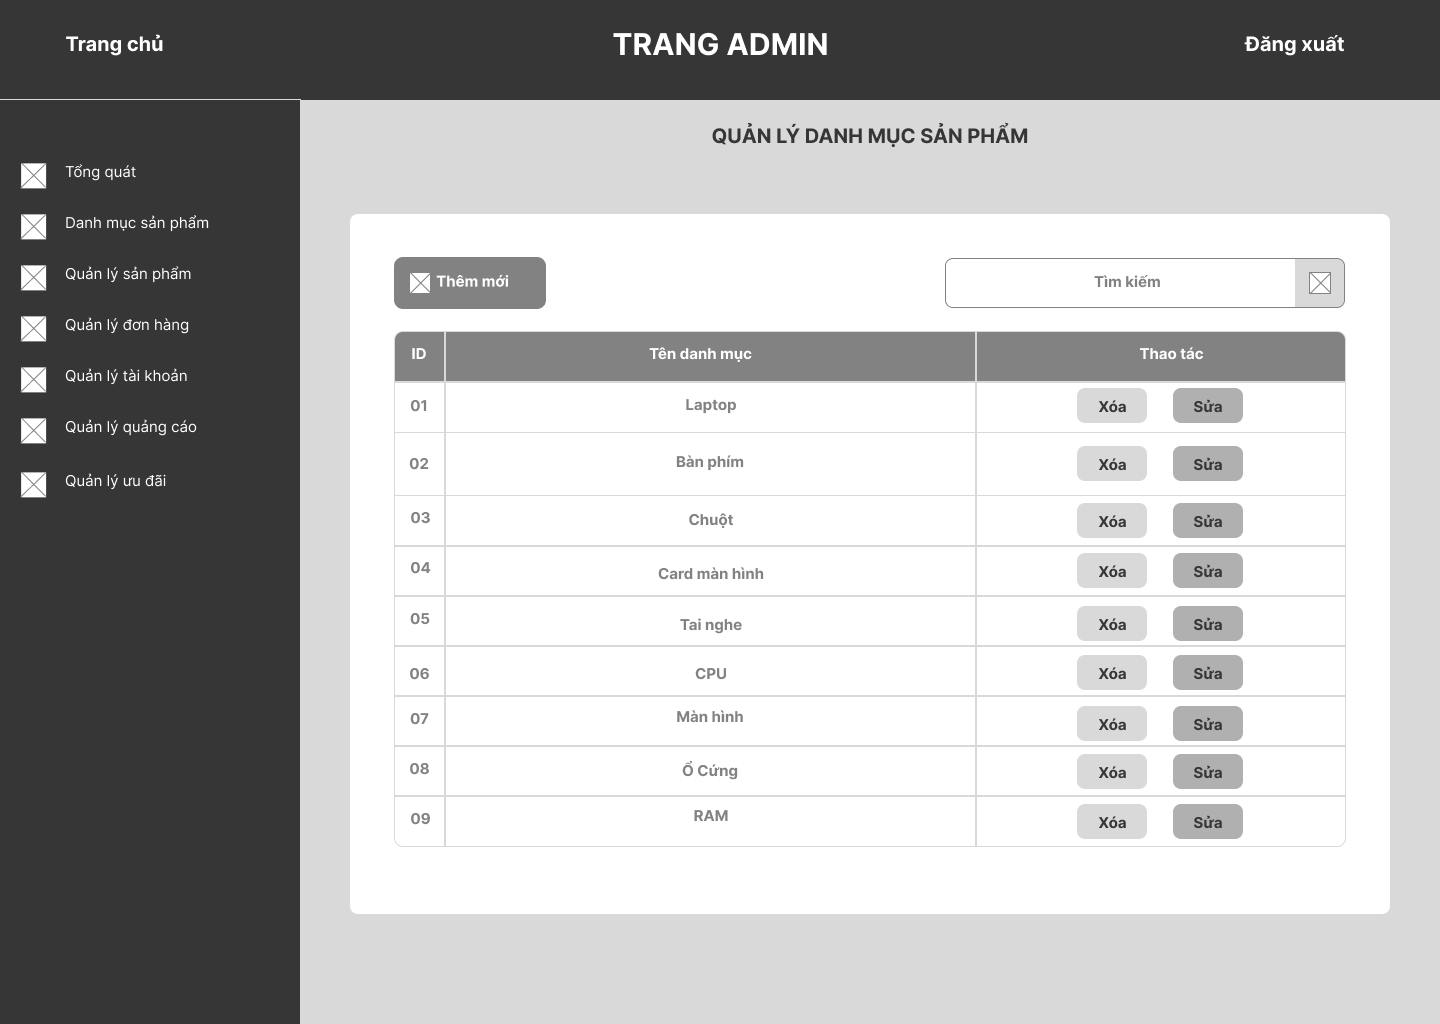 Trang chủ
TRANG ADMIN
Đăng xuất
QUẢN LÝ DANH MỤC SẢN PHẨM
Tổng quát
Danh mục sản phẩm
Quản lý sản phẩm
Quản lý đơn hàng
Quản lý tài khoản
Quản lý quảng cáo
Quản lý ưu đãi
Thêm mới
Tìm kiếm
ID Tên danh mục Thao tác
01 Laptop Xóa Sửa
02 Bàn phím Xóa Sửa
03 Chuột Xóa Sửa
04 Card màn hình Xóa Sửa
05 Tai nghe Xóa Sửa
06 CPU Xóa Sửa
07 Màn hình Xóa Sửa
08 Ổ Cứng Xóa Sửa
09 RAM Xóa Sửa